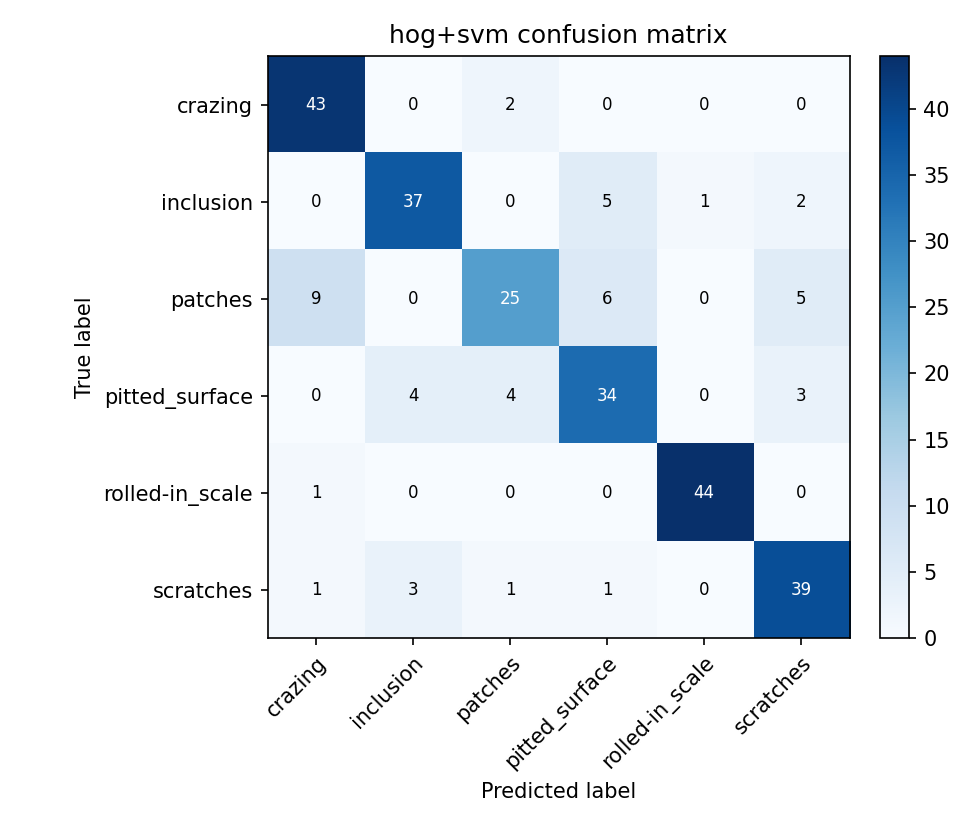 hog+svm confusion matrix
crazing 43 0 2 0 0 0
inclusion 0 37 0 5 1 2
patches 9 0 25 6 0 5
pitted_surface 0 4 4 34 0 3
rolled-in_scale 1 0 0 0 44 0
scratches 1 3 1 1 0 39
True label
crazing inclusion patches pitted_surface rolled-in_scale scratches
Predicted label
40
35
30
25
20
15
10
5
0